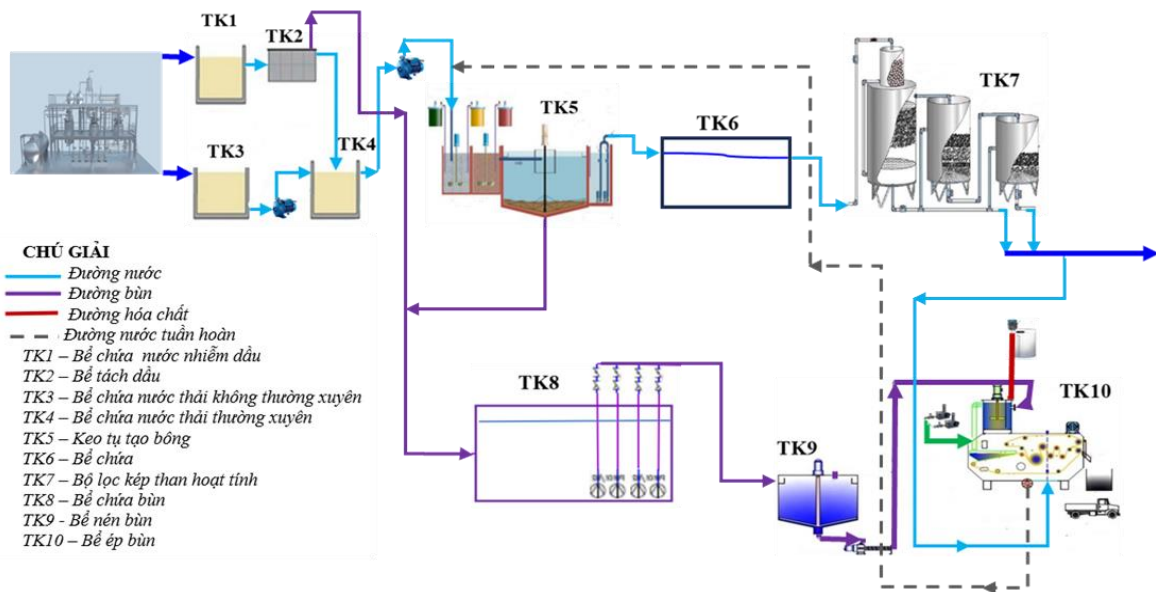 TK1
TK2
TK3
TK4
TK5
TK6
TK7
CHÚ GIẢI
Đường nước
Đường bùn
Đường hóa chất
Đường nước tuần hoàn
TK1 – Bể chứa nước nhiễm dầu
TK2 – Bể tách dầu
TK3 – Bể chứa nước thải không thường xuyên
TK4 – Bể chứa nước thải thường xuyên
TK5 – Keo tụ tạo bông
TK6 – Bể chứa
TK7 – Bộ lọc kép than hoạt tính
TK8 – Bể chứa bùn
TK9 - Bể nén bùn
TK10 – Bể ép bùn
TK8
TK9
TK10